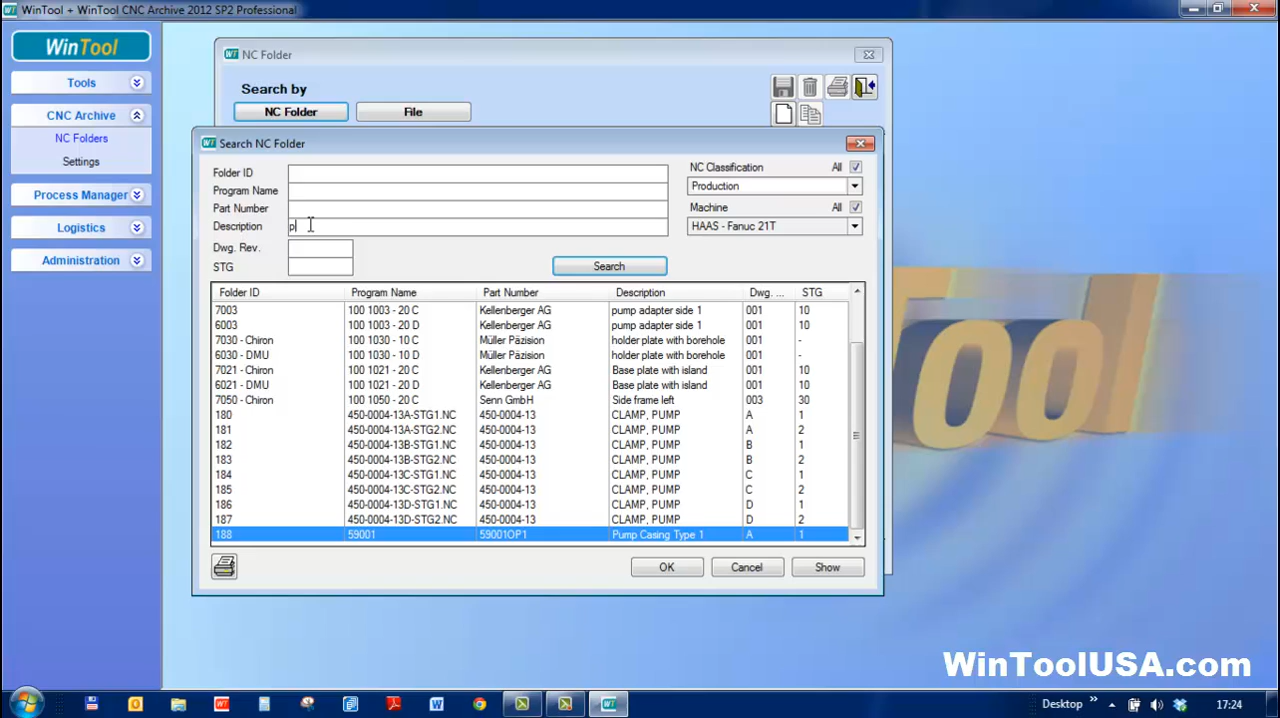 WinTool + WinTool CNC Archive 2012 SP2 Professional
WinTool
Tools
CNC Archive
NC Folders
Settings
Process Manager
Logistics
Administration
NC Folder
Search by
NC Folder File
Search NC Folder
Folder ID
Program Name
Part Number
Description p
Dwg. Rev.
STG
NC Classification All
Production
Machine All
HAAS - Fanuc 21T
Search
Folder ID Program Name Part Number Description Dwg. ... STG
7003 100 1003 - 20 C Kellenberger AG pump adapter side 1 001 10
6003 100 1003 - 20 D Kellenberger AG pump adapter side 1 001 10
7030 - Chiron 100 1030 - 10 C Müller Päzision holder plate with borehole 001 -
6030 - DMU 100 1030 - 10 D Müller Päzision holder plate with borehole 001 -
7021 - Chiron 100 1021 - 20 C Kellenberger AG Base plate with island 001 10
6021 - DMU 100 1021 - 20 D Kellenberger AG Base plate with island 001 10
7050 - Chiron 100 1050 - 20 C Senn GmbH Side frame left 003 30
180 450-0004-13A-STG1.NC 450-0004-13 CLAMP, PUMP A 1
181 450-0004-13A-STG2.NC 450-0004-13 CLAMP, PUMP A 2
182 450-0004-13B-STG1.NC 450-0004-13 CLAMP, PUMP B 1
183 450-0004-13B-STG2.NC 450-0004-13 CLAMP, PUMP B 2
184 450-0004-13C-STG1.NC 450-0004-13 CLAMP, PUMP C 1
185 450-0004-13C-STG2.NC 450-0004-13 CLAMP, PUMP C 2
186 450-0004-13D-STG1.NC 450-0004-13 CLAMP, PUMP D 1
187 450-0004-13D-STG2.NC 450-0004-13 CLAMP, PUMP D 2
188 59001 59001OP1 Pump Casing Type 1 A 1
OK Cancel Show
Tool
WinToolUSA.com
Desktop 17:24